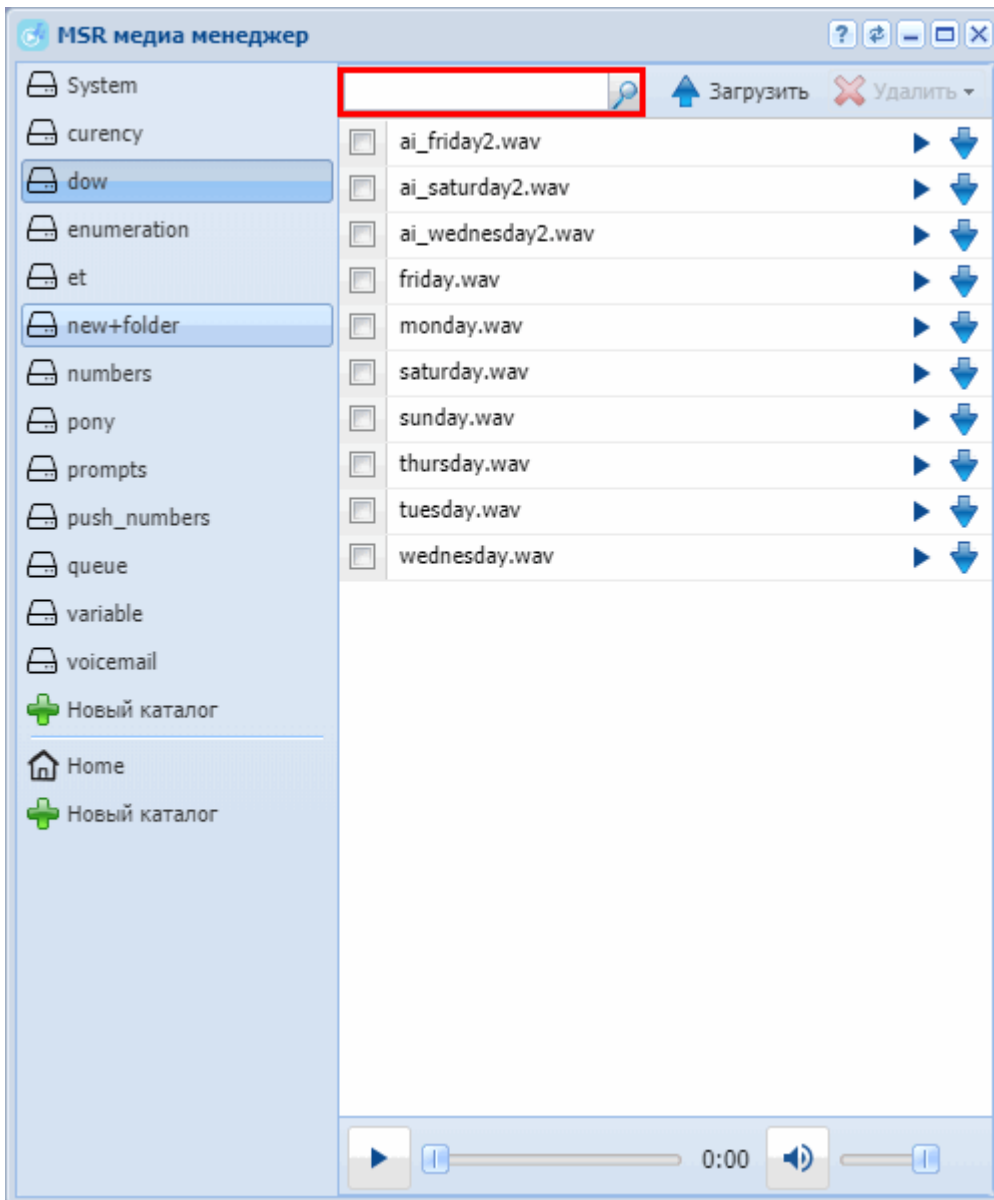 MSR медиа менеджер
?
System
curency
dow
enumeration
et
new+folder
numbers
pony
prompts
push_numbers
queue
variable
voicemail
Новый каталог
Home
Новый каталог
Загрузить Удалить
ai_friday2.wav
ai_saturday2.wav
ai_wednesday2.wav
friday.wav
monday.wav
saturday.wav
sunday.wav
thursday.wav
tuesday.wav
wednesday.wav
0:00